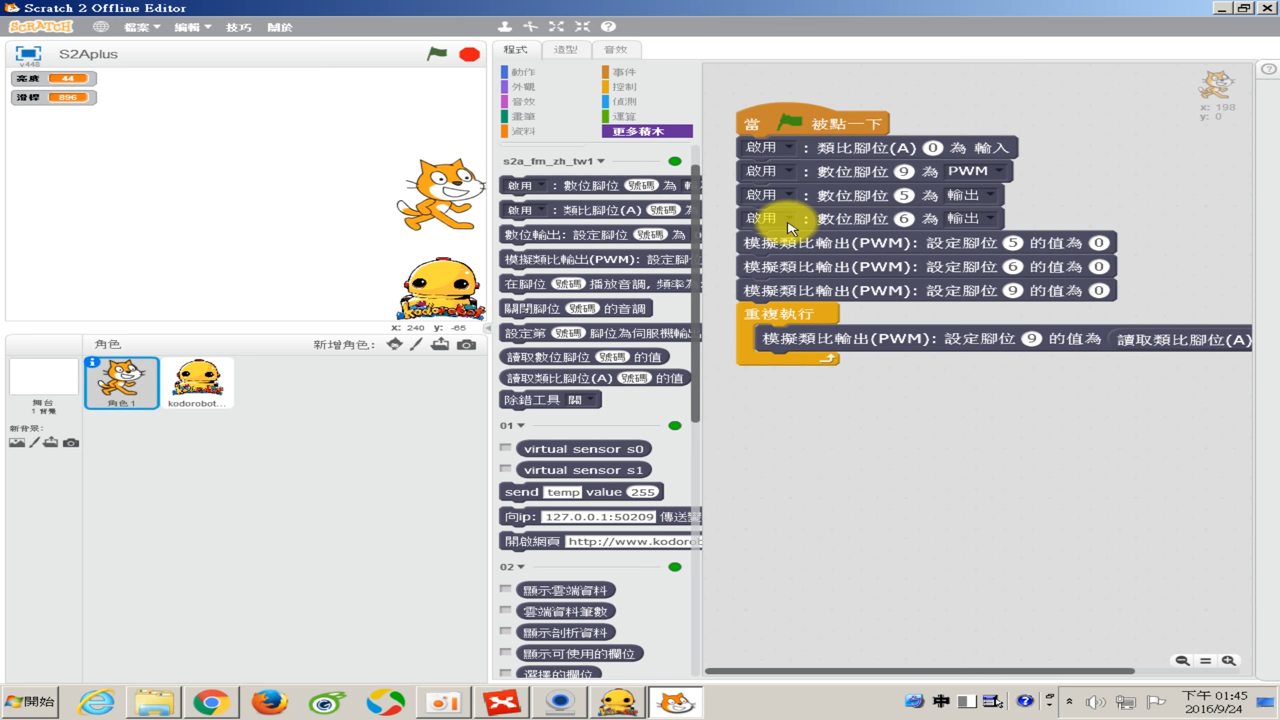 Scratch 2 Offline Editor
SCRATCH 檔案 編輯 技巧 關於
v448
S2Aplus
亮度 44
澄桿 896
kodorobot
x: 240 y: -65
角色
新增角色:
舞台
1 背景
新背景:
角色1
kodorobot...
程式 造型 音效
動作 事件
外觀 控制
音效 偵測
畫筆 運算
資料 更多積木
s2a_fm_zh_tw1
啟用 : 數位腳位 號碼 為
啟用 : 類比腳位(A) 號碼 為
數位輸出: 設定腳位 號碼 為
模擬類比輸出(PWM): 設定腳
在腳位 號碼 播放音調, 頻率為
關閉腳位 號碼 的音調
設定第 號碼 腳位為伺服機輸
讀取數位腳位 號碼 的值
讀取類比腳位(A) 號碼 的值
除錯工具 關
01
virtual sensor s0
virtual sensor s1
send temp value 255
向ip: 127.0.0.1:50209 傳送
開啟網頁 http://www.kodorob
02
顯示雲端資料
雲端資料筆數
顯示剖析資料
顯示可使用的欄位
選擇的欄位
x: 198
y: 0
當 被點一下
啟用 : 類比腳位(A) 0 為 輸入
啟用 : 數位腳位 9 為 PWM
啟用 : 數位腳位 5 為 輸出
啟用 : 數位腳位 6 為 輸出
模擬類比輸出(PWM): 設定腳位 5 的值為 0
模擬類比輸出(PWM): 設定腳位 6 的值為 0
模擬類比輸出(PWM): 設定腳位 9 的值為 0
重複執行
模擬類比輸出(PWM): 設定腳位 9 的值為 讀取類比腳位(A)
開始
下午 01:45
2016/9/24